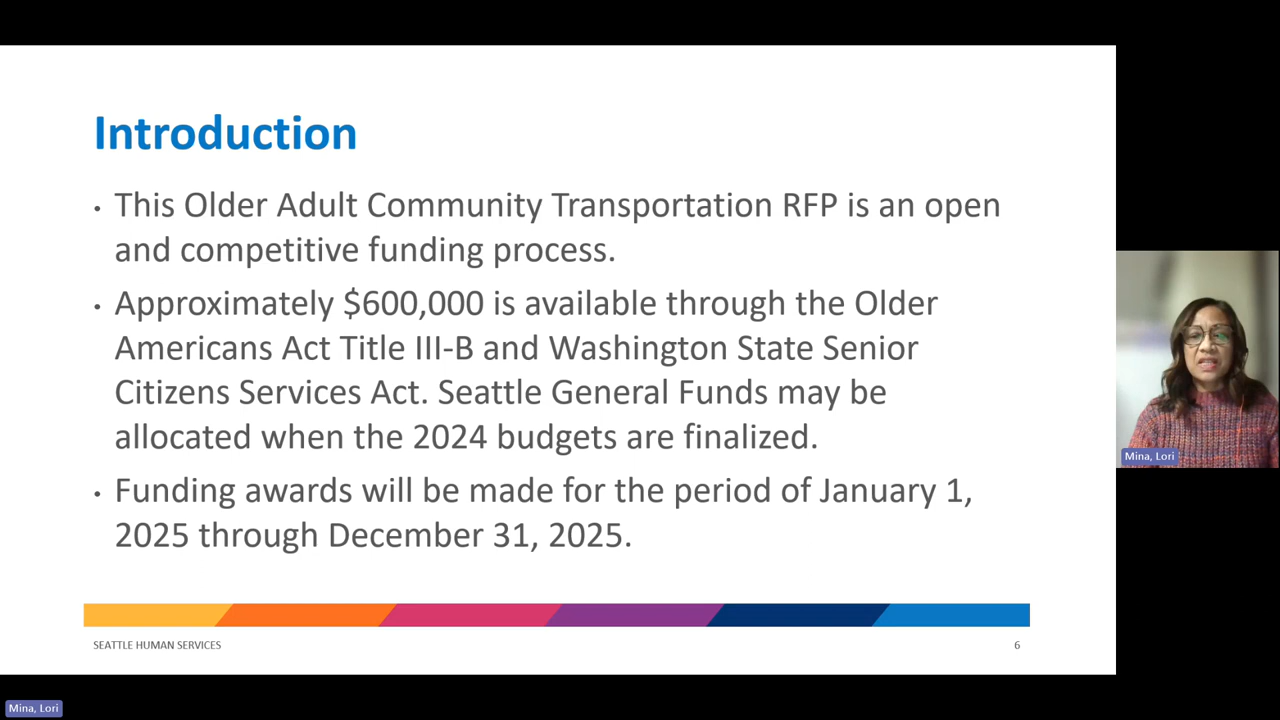 Introduction
• This Older Adult Community Transportation RFP is an open
and competitive funding process.
• Approximately $600,000 is available through the Older
Americans Act Title III-B and Washington State Senior
Citizens Services Act. Seattle General Funds may be
allocated when the 2024 budgets are finalized.
• Funding awards will be made for the period of January 1,
2025 through December 31, 2025.
SEATTLE HUMAN SERVICES
6
Mina, Lori
Mina, Lori